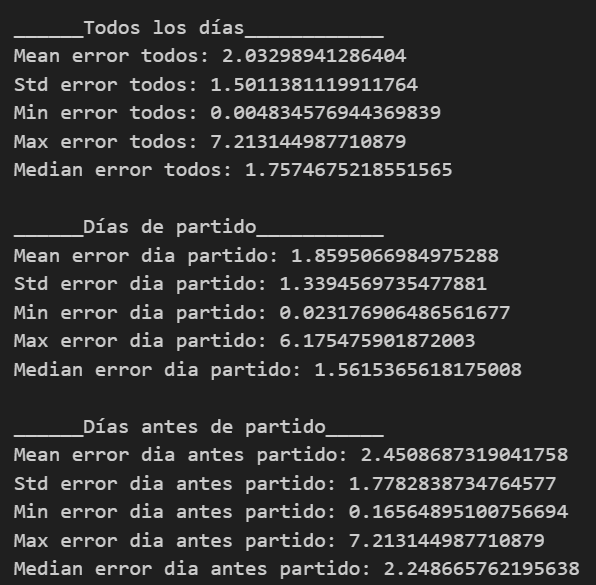 ______Todos los días____________
Mean error todos: 2.03298941286404
Std error todos: 1.5011381119911764
Min error todos: 0.004834576944369839
Max error todos: 7.213144987710879
Median error todos: 1.7574675218551565
______Días de partido___________
Mean error dia partido: 1.8595066984975288
Std error dia partido: 1.3394569735477881
Min error dia partido: 0.023176906486561677
Max error dia partido: 6.175475901872003
Median error dia partido: 1.5615365618175008
______Días antes de partido_____
Mean error dia antes partido: 2.4508687319041758
Std error dia antes partido: 1.7782838734764577
Min error dia antes partido: 0.16564895100756694
Max error dia antes partido: 7.213144987710879
Median error dia antes partido: 2.248665762195638